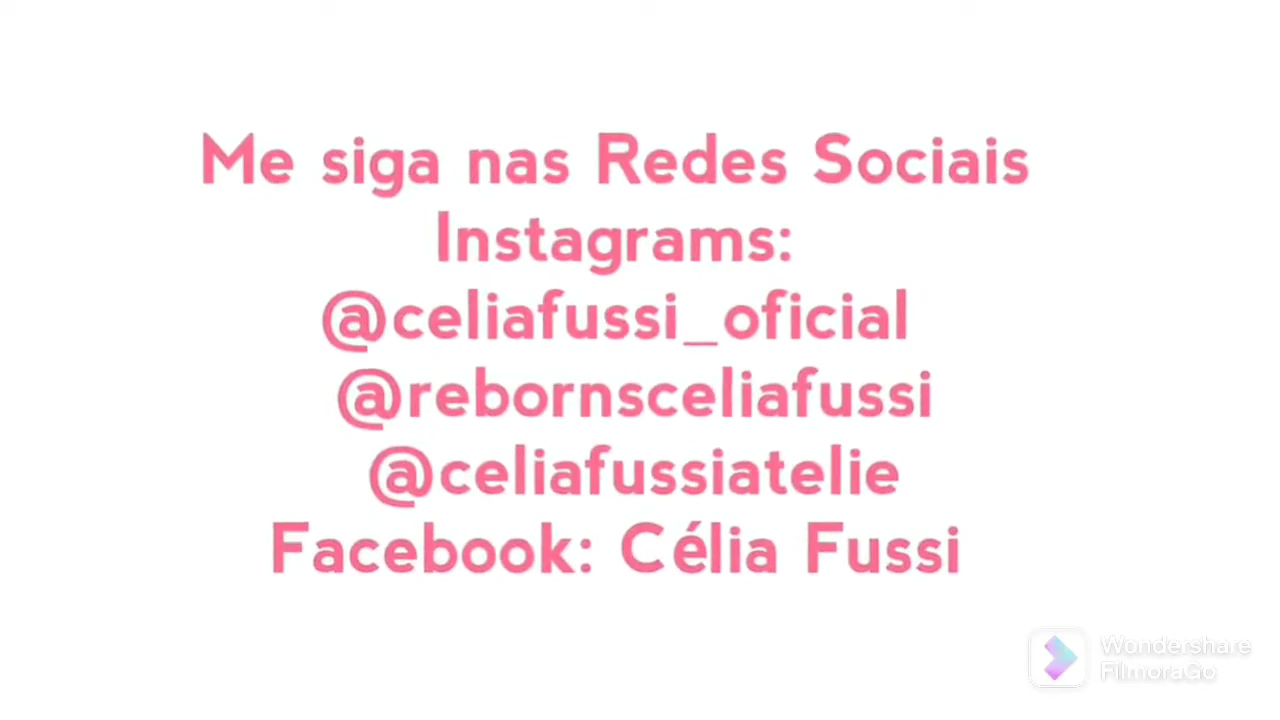 Me siga nas Redes Sociais
Instagrams:
@celiafussi_oficial
@rebornsceliafussi
@celiafussiatelie
Facebook: Célia Fussi
Wondershare
FilmoraGo